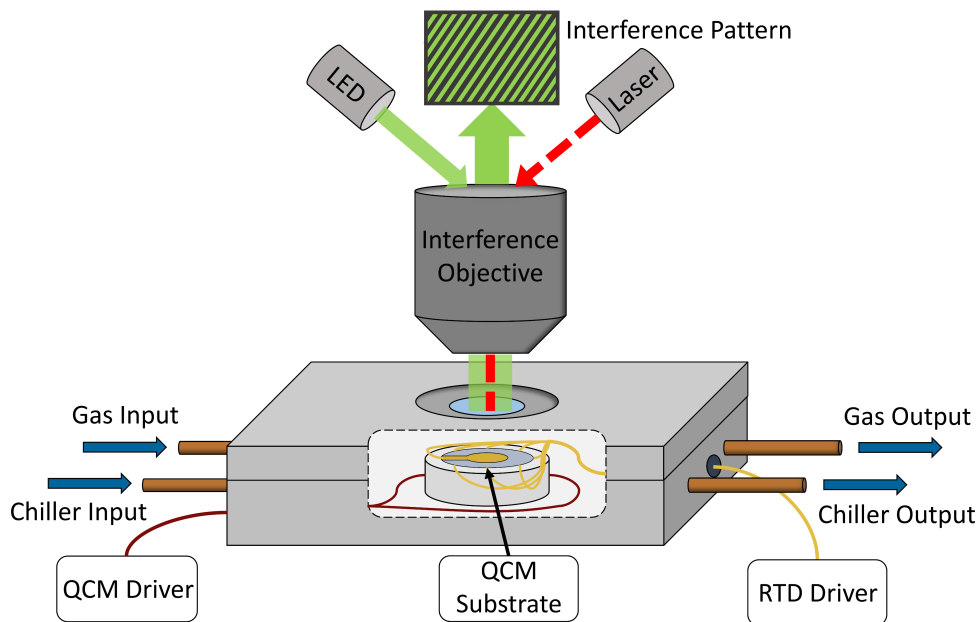 Interference Pattern
LED
Laser
Interference
Objective
Gas Input
Gas Output
Chiller Input
Chiller Output
QCM Driver
QCM
Substrate
RTD Driver